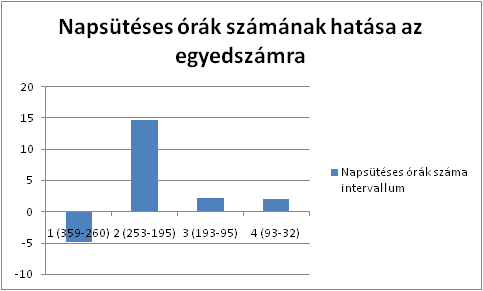 Napsütéses órák számának hatása az
egyedszámra
20
15
10
5
0
-5
-10
1 (359-260) 2 (253-195) 3 (193-95) 4 (93-32)
Napsütéses órák száma
intervallum